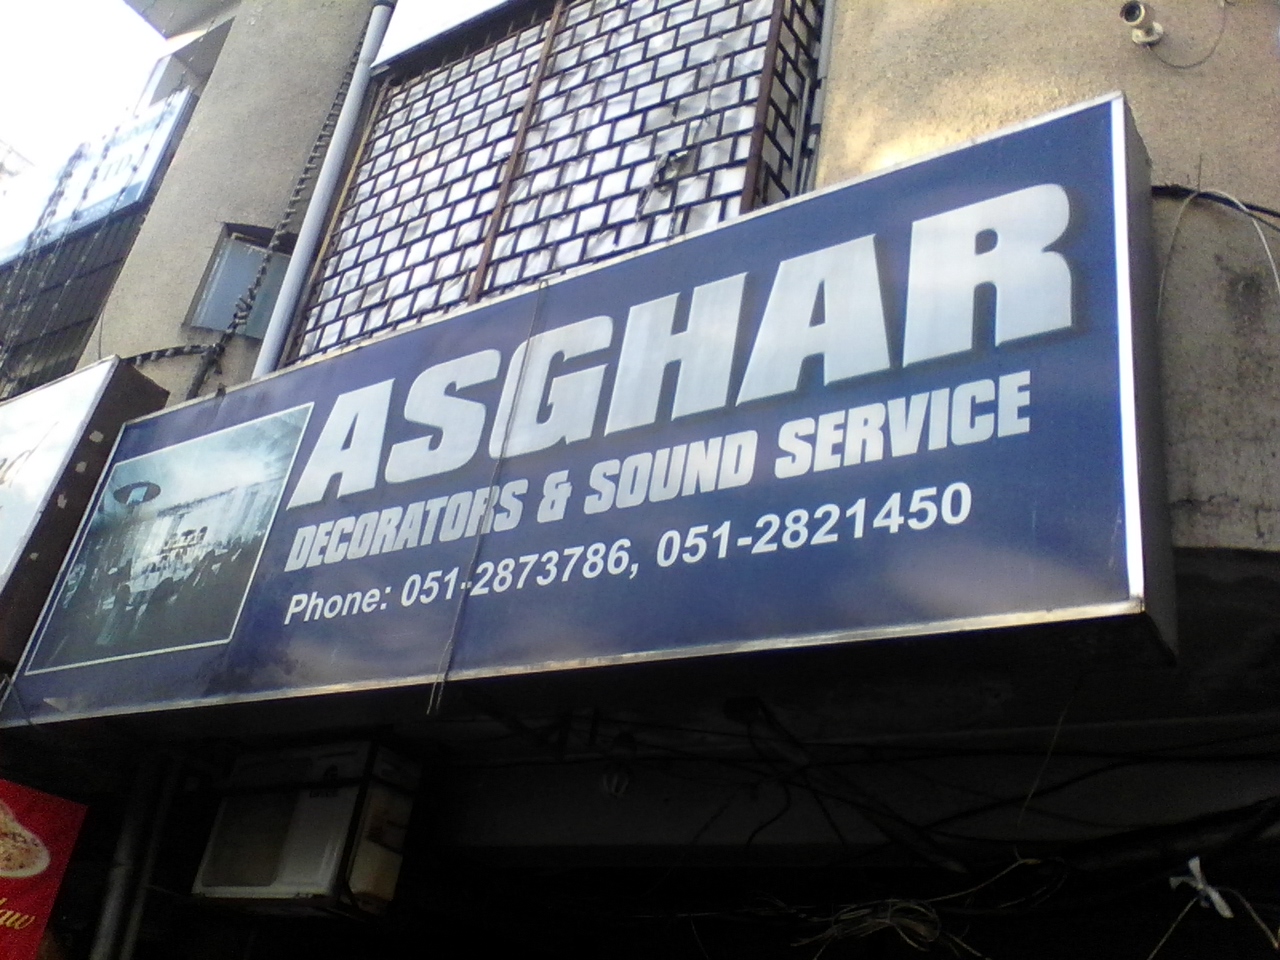 ASGHAR
DECORATORS & SOUND SERVICE
Phone: 051-2873786, 051-2821450